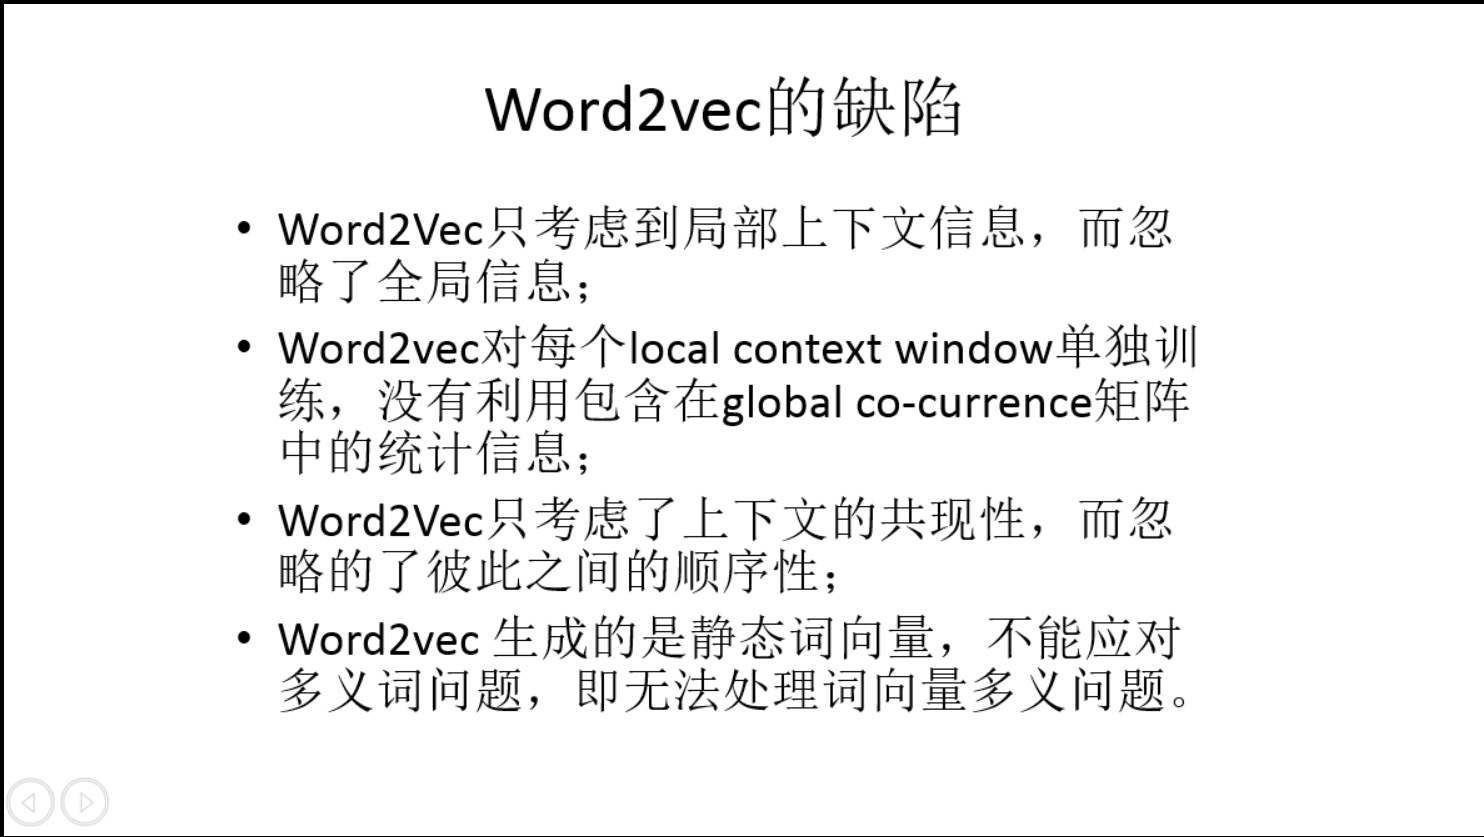 Word2vec的缺陷
• Word2Vec只考虑到局部上下文信息，而忽
略了全局信息；
• Word2vec对每个local context window单独训
练，没有利用包含在global co-currence矩阵
中的统计信息；
• Word2Vec只考虑了上下文的共现性，而忽
略的了彼此之间的顺序性；
• Word2vec 生成的是静态词向量，不能应对
多义词问题，即无法处理词向量多义问题。